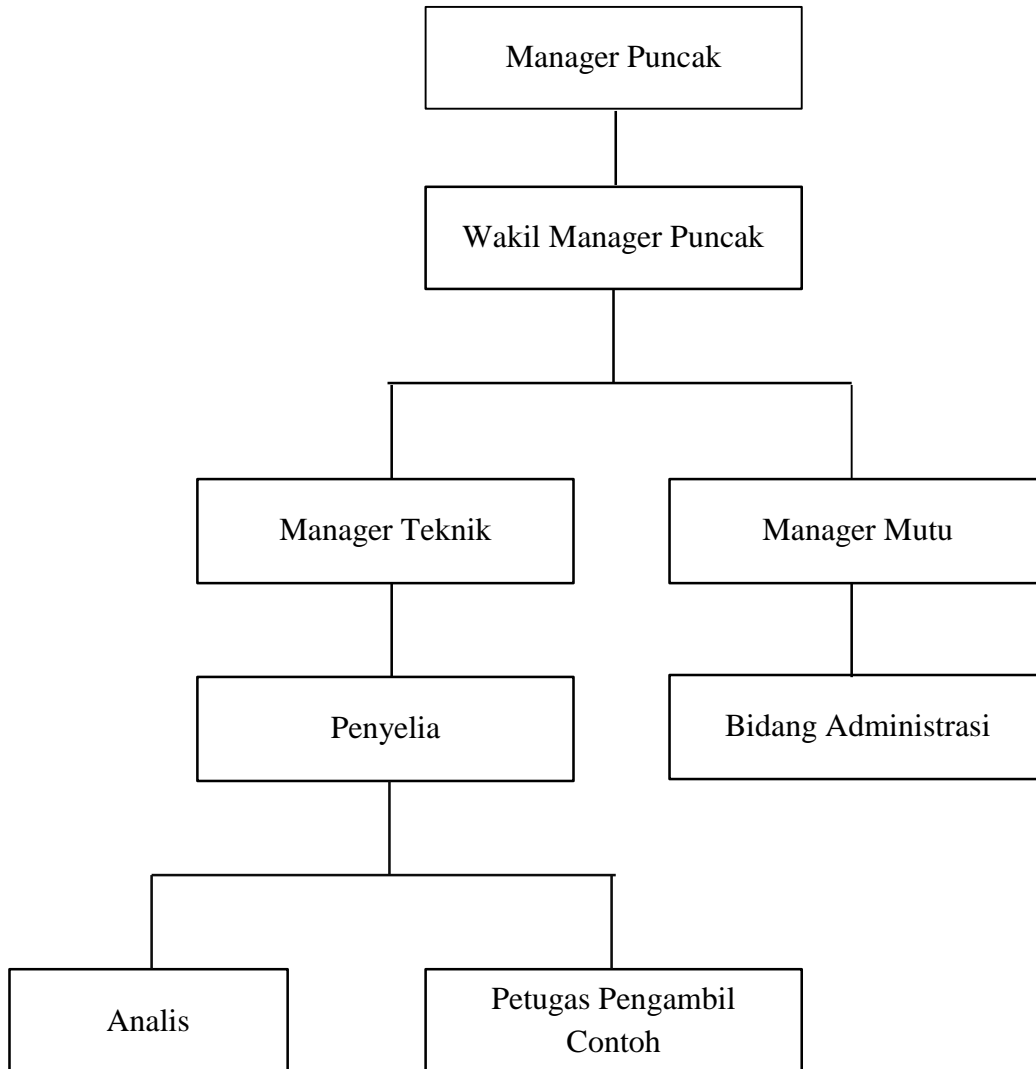 Manager Puncak
Wakil Manager Puncak
Manager Teknik
Manager Mutu
Penyelia
Bidang Administrasi
Analis
Petugas Pengambil
Contoh